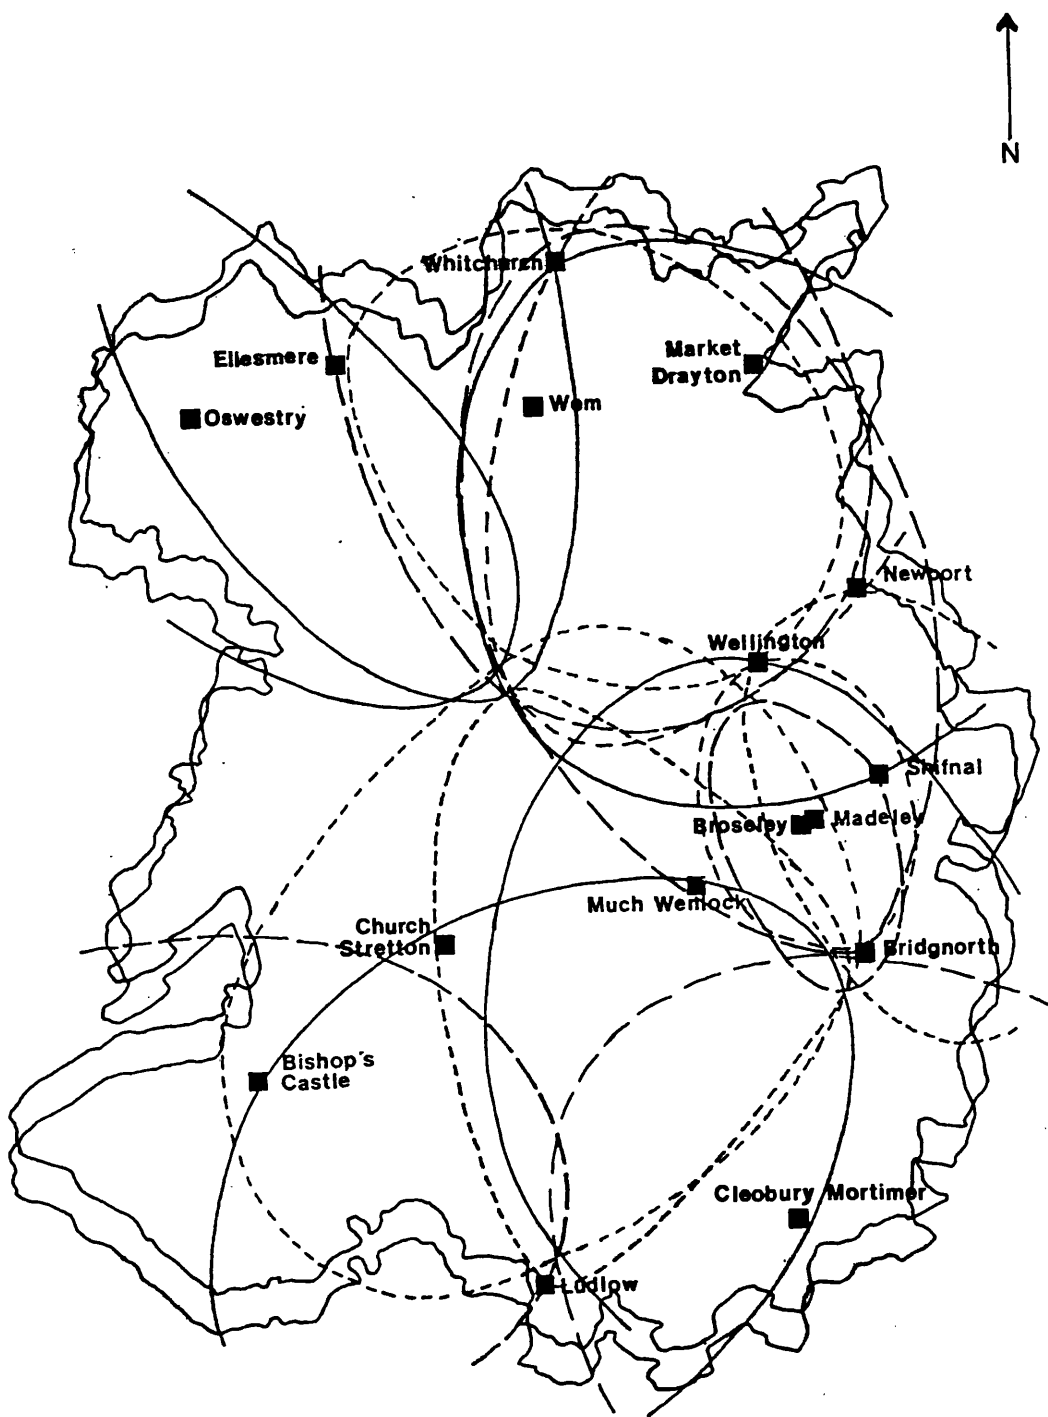 N
Whitchurch
Ellesmere
Market
Drayton
Oswestry
Wem
Newport
Wellington
Shifnal
Broseley
Madeley
Much Wenlock
Church
Stretton
Bridgnorth
Bishop's
Castle
Cleobury Mortimer
Ludlow